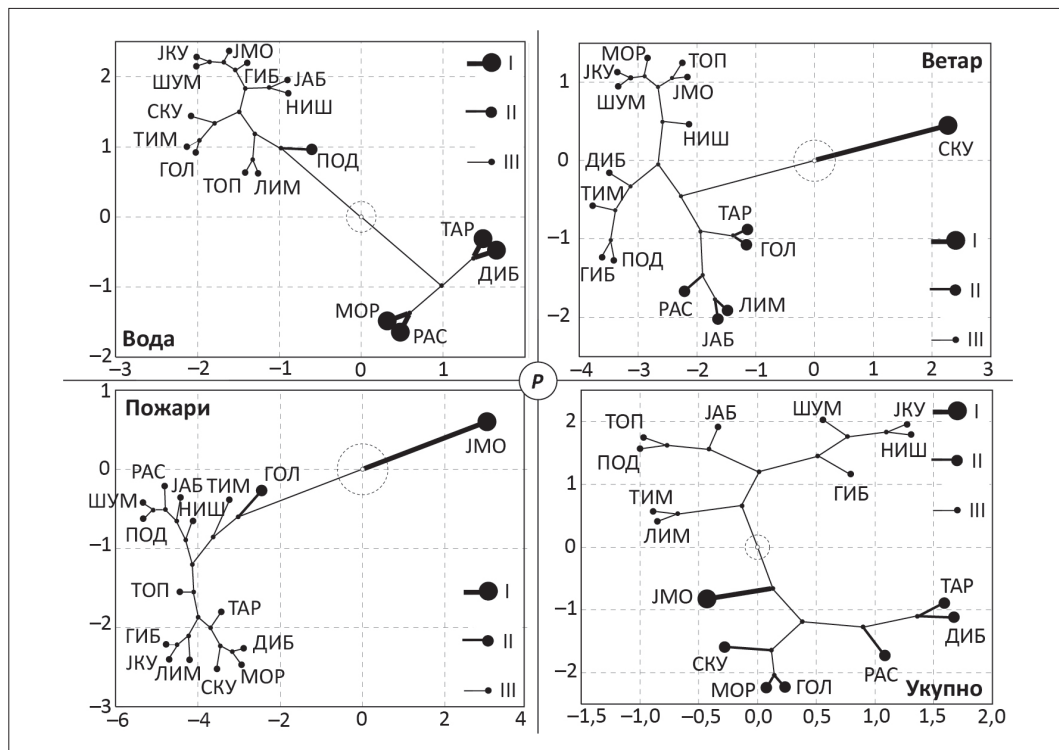 ЈКУ
ЈМО
ШУМ
ГИБ
ЈАБ
НИШ
СКУ
ТИМ
ГОЛ
ТОП
ЛИМ
ПОД
ТАР
ДИБ
МОР
РАС
I
II
III
2
1
0
−1
−2
−3
−2
−1
0
1
2
3
4
Вода
МОР
ТОП
ЈКУ
ЈМО
ШУМ
НИШ
ДИБ
ТИМ
ГИБ
ПОД
ТАР
ГОЛ
РАС
ЛИМ
ЈАБ
СКУ
Ветар
I
II
III
1
0
−1
−2
−4
−3
−2
−1
0
1
2
3
P
Пожари
ЈМО
РАС
ЈАБ
ТИМ
ГОЛ
ШУМ
НИШ
ПОД
ТОП
ТАР
ГИБ
ДИБ
ЈКУ
ЛИМ
СКУ
МОР
I
II
III
1
0
−1
−2
−3
−6
−4
−2
0
2
4
ТОП
ЈАБ
ШУМ
ЈКУ
НИШ
ПОД
ГИБ
ТИМ
ЛИМ
ЈМО
ТАР
ДИБ
СКУ
РАС
МОР
ГОЛ
I
II
III
2
1
0
−1
−2
−1,5
−1,0
−0,5
0,0
0,5
1,0
1,5
2,0
Укупно